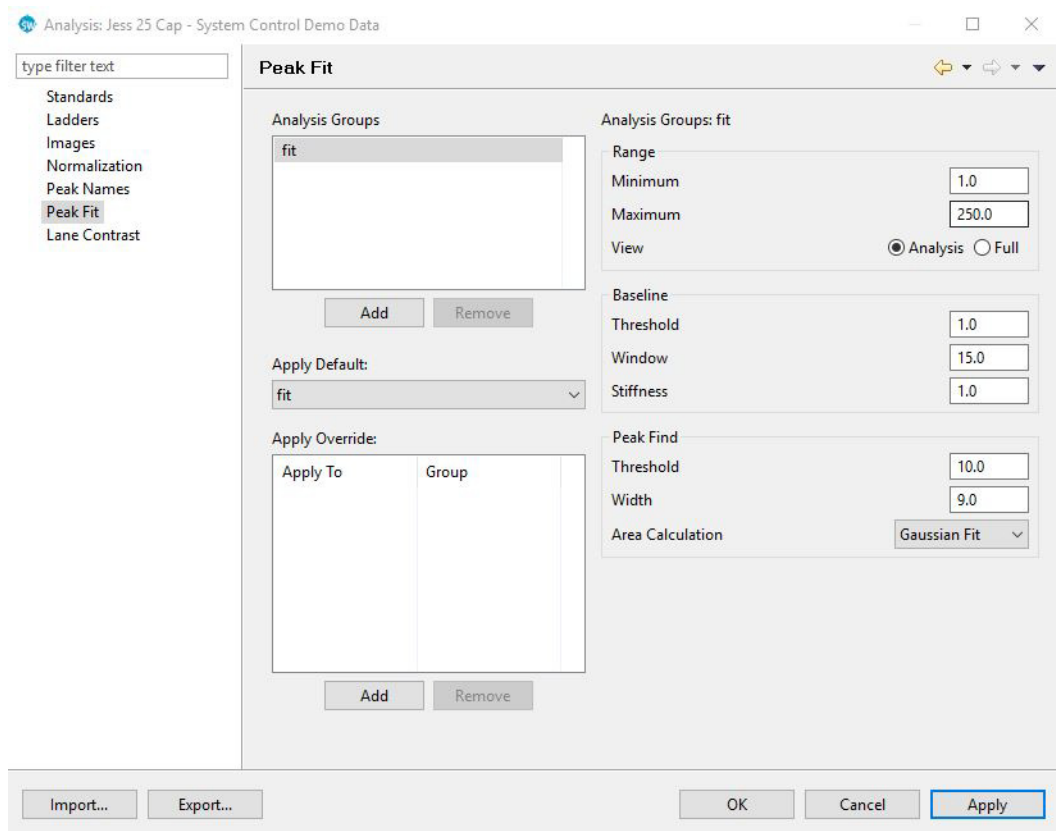 Analysis: Jess 25 Cap - System Control Demo Data
type filter text
Standards
Ladders
Images
Normalization
Peak Names
Peak Fit
Lane Contrast
Peak Fit
Analysis Groups
fit
Add Remove
Apply Default:
fit
Apply Override:
Apply To Group
Add Remove
Analysis Groups: fit
Range
Minimum 1.0
Maximum 250.0
View Analysis Full
Baseline
Threshold 1.0
Window 15.0
Stiffness 1.0
Peak Find
Threshold 10.0
Width 9.0
Area Calculation Gaussian Fit
Import... Export... OK Cancel Apply